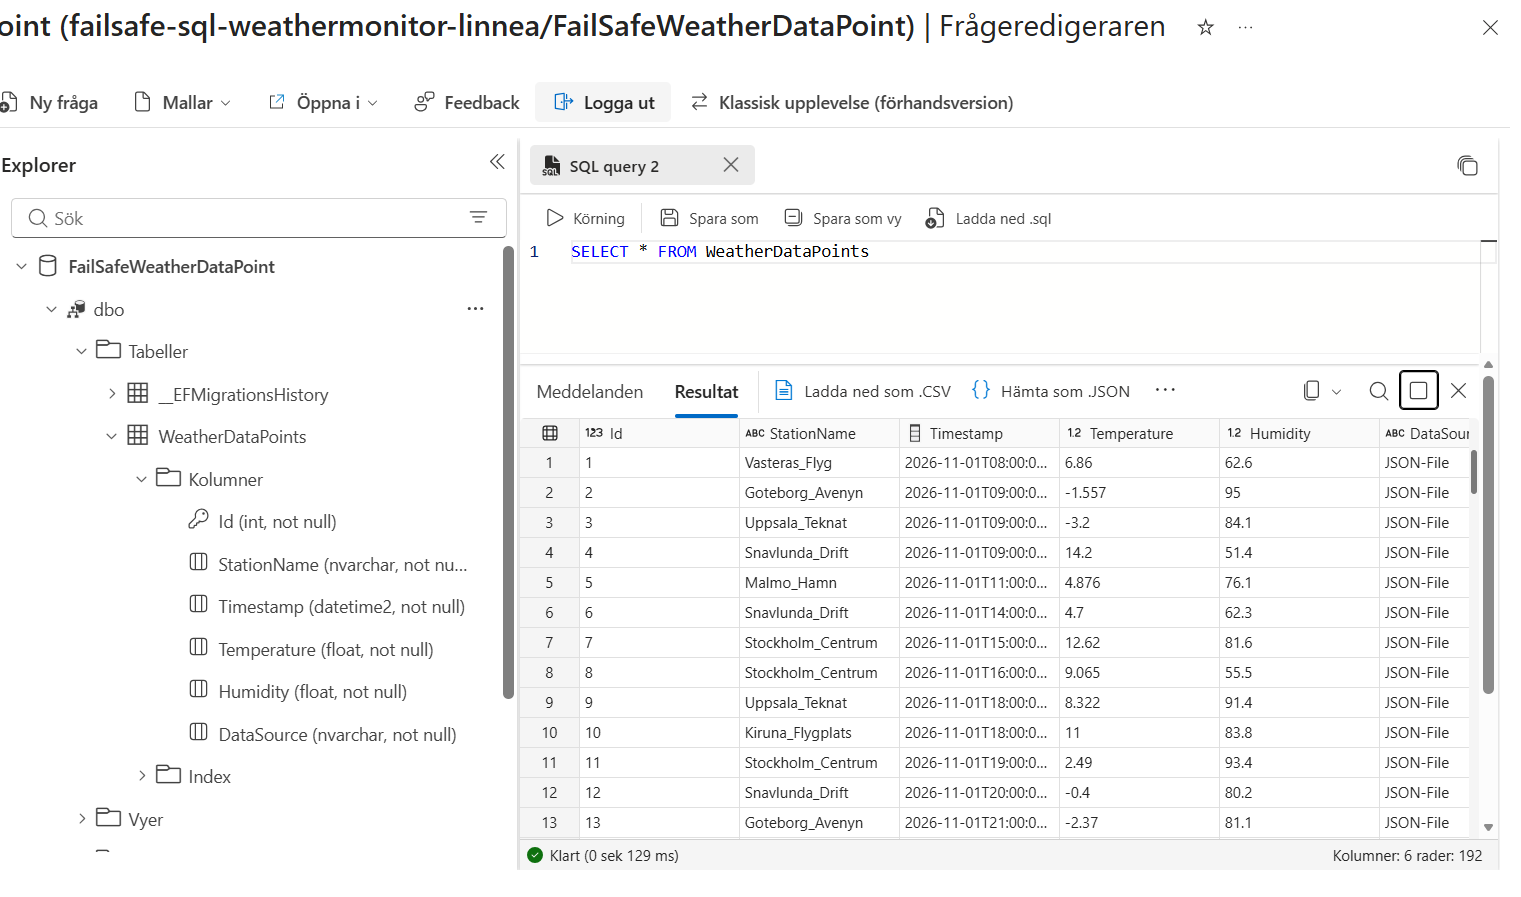 oint (failsafe-sql-weathermonitor-linnea/FailSafeWeatherDataPoint) | Frågeredigeraren
Ny fråga Mallar Öppna i Feedback Logga ut Klassisk upplevelse (förhandsversion)
Explorer
Sök
FailSafeWeatherDataPoint
dbo
Tabeller
__EFMigrationsHistory
WeatherDataPoints
Kolumner
Id (int, not null)
StationName (nvarchar, not nu...
Timestamp (datetime2, not null)
Temperature (float, not null)
Humidity (float, not null)
DataSource (nvarchar, not null)
Index
Vyer
SQL query 2
Körning Spara som Spara som vy Ladda ned .sql
1 SELECT * FROM WeatherDataPoints
Meddelanden Resultat Ladda ned som .CSV Hämta som .JSON
123 Id ABC StationName Timestamp 1.2 Temperature 1.2 Humidity ABC DataSour
1 1 Vasteras_Flyg 2026-11-01T08:00:0... 6.86 62.6 JSON-File
2 2 Goteborg_Avenyn 2026-11-01T09:00:0... -1.557 95 JSON-File
3 3 Uppsala_Teknat 2026-11-01T09:00:0... -3.2 84.1 JSON-File
4 4 Snavlunda_Drift 2026-11-01T09:00:0... 14.2 51.4 JSON-File
5 5 Malmo_Hamn 2026-11-01T11:00:0... 4.876 76.1 JSON-File
6 6 Snavlunda_Drift 2026-11-01T14:00:0... 4.7 62.3 JSON-File
7 7 Stockholm_Centrum 2026-11-01T15:00:0... 12.62 81.6 JSON-File
8 8 Stockholm_Centrum 2026-11-01T16:00:0... 9.065 55.5 JSON-File
9 9 Uppsala_Teknat 2026-11-01T18:00:0... 8.322 91.4 JSON-File
10 10 Kiruna_Flygplats 2026-11-01T18:00:0... 11 83.8 JSON-File
11 11 Stockholm_Centrum 2026-11-01T19:00:0... 2.49 93.4 JSON-File
12 12 Snavlunda_Drift 2026-11-01T20:00:0... -0.4 80.2 JSON-File
13 13 Goteborg_Avenyn 2026-11-01T21:00:0... -2.37 81.1 JSON-File
Klart (0 sek 129 ms) Kolumner: 6 rader: 192